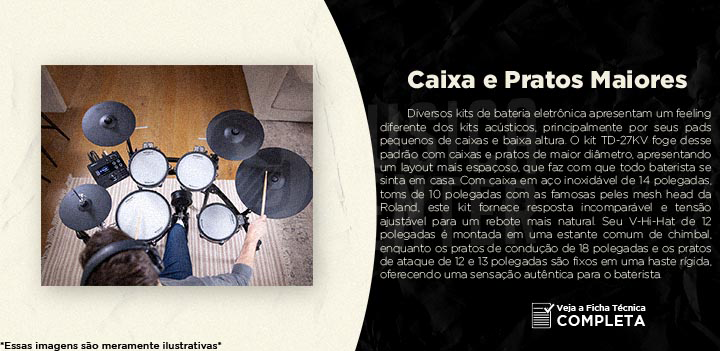 Caixa e Pratos Maiores
Diversos kits de bateria eletrônica apresentam um feeling
diferente dos kits acústicos, principalmente por seus pads
pequenos de caixas e baixa altura. O kit TD-27KV foge desse
padrão com caixas e pratos de maior diâmetro, apresentando
um layout mais espaçoso, que faz com que todo baterista se
sinta em casa. Com caixa em aço inoxidável de 14 polegadas,
toms de 10 polegadas com as famosas peles mesh head da
Roland, este kit fornece resposta incomparável e tensão
ajustável para um rebote mais natural. Seu V-Hi-Hat de 12
polegadas é montada em uma estante comum de chimbal,
enquanto os pratos de condução de 18 polegadas e os pratos
de ataque de 12 e 13 polegadas são fixos em uma haste rígida,
oferecendo uma sensação autêntica para o baterista.
Veja a Ficha Técnica
COMPLETA
*Essas imagens são meramente ilustrativas*